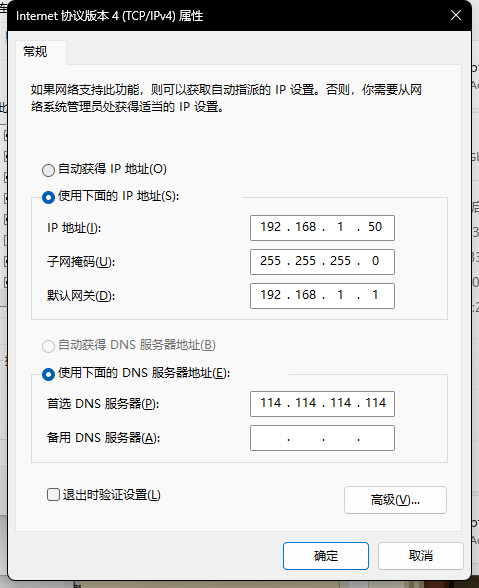 Internet 协议版本 4 (TCP/IPv4) 属性
常规
如果网络支持此功能，则可以获取自动指派的 IP 设置。否则，你需要从网
络系统管理员处获得适当的 IP 设置。
自动获得 IP 地址(O)
使用下面的 IP 地址(S):
IP 地址(I):
192 . 168 . 1 . 50
子网掩码(U):
255 . 255 . 255 . 0
默认网关(D):
192 . 168 . 1 . 1
自动获得 DNS 服务器地址(B)
使用下面的 DNS 服务器地址(E):
首选 DNS 服务器(P):
114 . 114 . 114 . 114
备用 DNS 服务器(A):
. . .
退出时验证设置(L)
高级(V)...
确定
取消